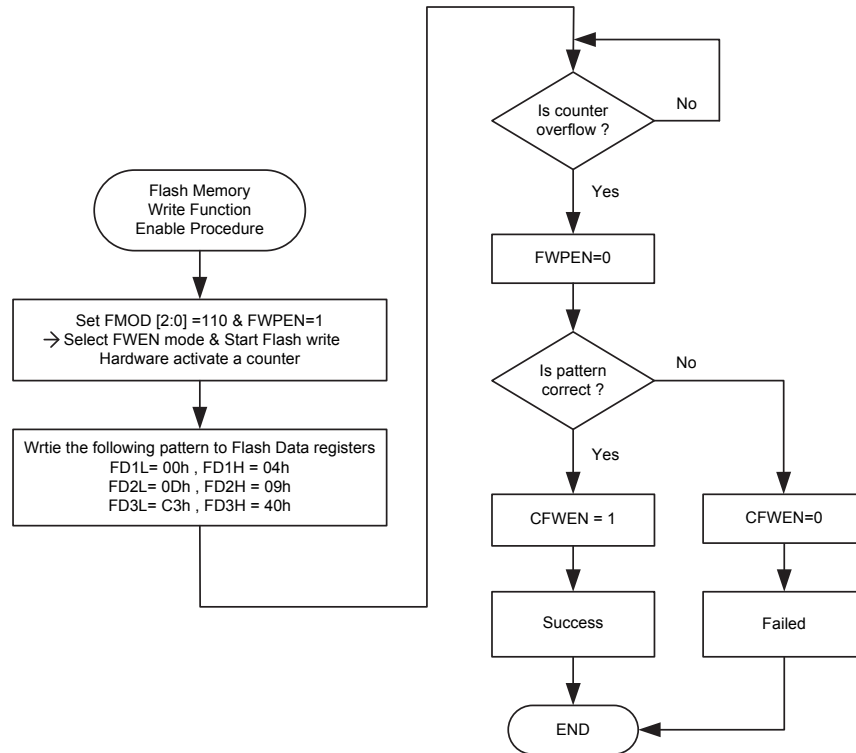 Flash Memory
Write Function
Enable Procedure
Set FMOD [2:0] =110 & FWPEN=1
→ Select FWEN mode & Start Flash write
Hardware activate a counter
Wrtie the following pattern to Flash Data registers
FD1L= 00h , FD1H = 04h
FD2L= 0Dh , FD2H = 09h
FD3L= C3h , FD3H = 40h
Is counter
overflow ?
No
Yes
FWPEN=0
Is pattern
correct ?
No
Yes
CFWEN = 1
CFWEN=0
Success
Failed
END